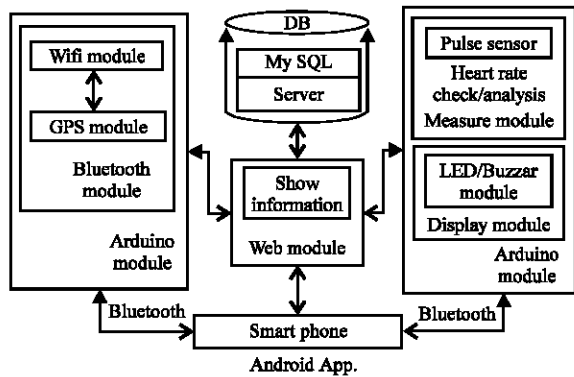 DB
My SQL
Server
Wifi module
GPS module
Bluetooth
module
Arduino
module
Show
information
Web module
Pulse sensor
Heart rate
check/analysis
Measure module
LED/Buzzar
module
Display module
Arduino
module
Bluetooth
Smart phone
Bluetooth
Android App.